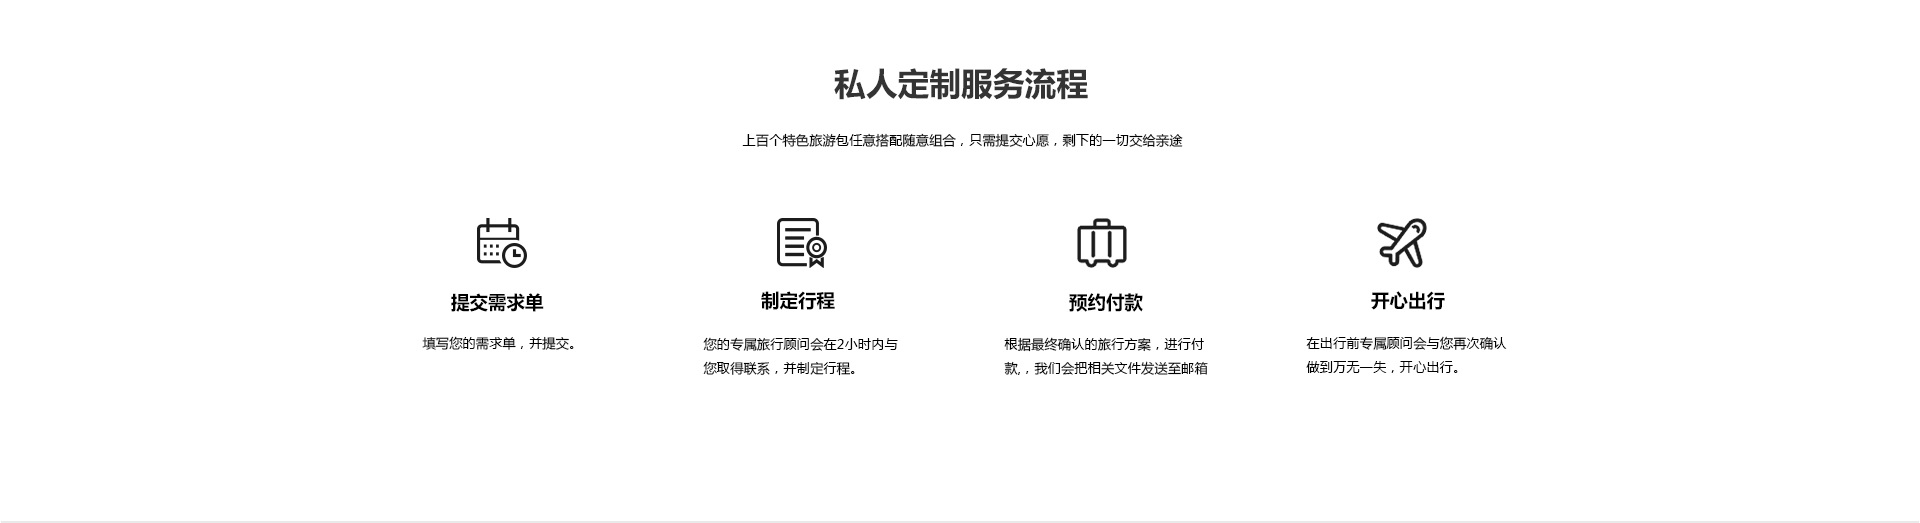 私人定制服务流程
上百个特色旅游包任意搭配随意组合，只需提交心愿，剩下的一切交给亲途
提交需求单
填写您的需求单，并提交。
制定行程
您的专属旅行顾问会在2小时内与
您取得联系，并制定行程。
预约付款
根据最终确认的旅行方案，进行付
款,，我们会把相关文件发送至邮箱
开心出行
在出行前专属顾问会与您再次确认
做到万无一失，开心出行。